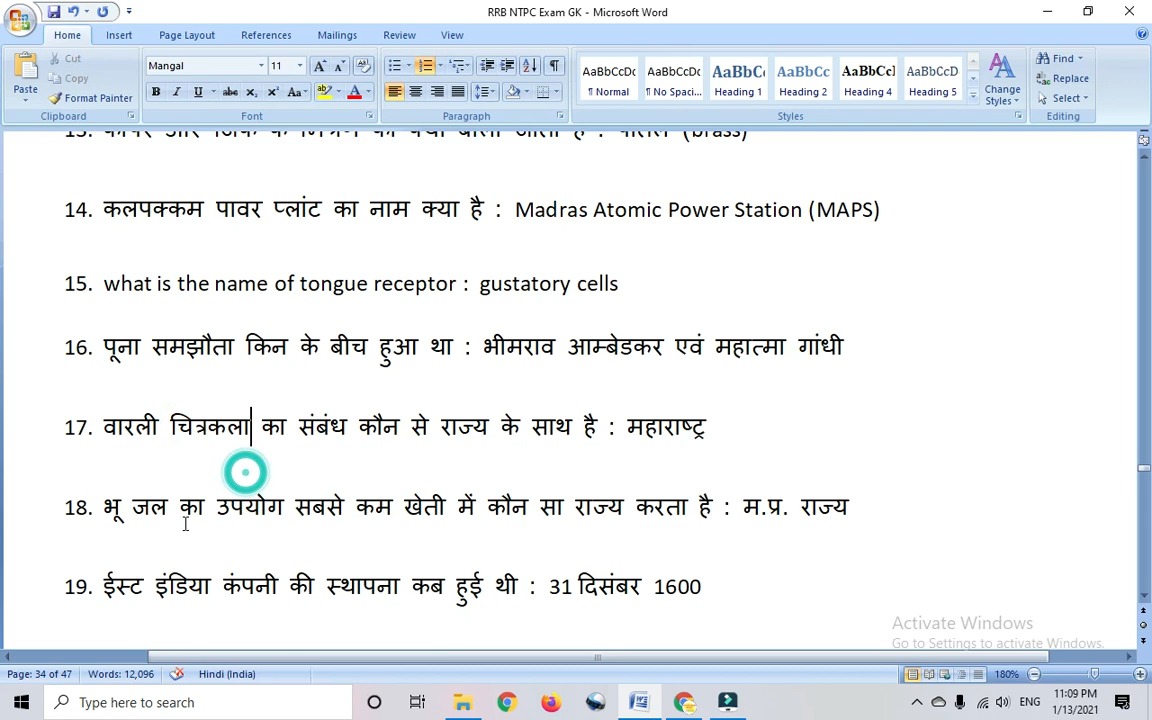 RRB NTPC Exam GK - Microsoft Word
Home Insert Page Layout References Mailings Review View
Paste Cut Copy Format Painter Clipboard
Mangal 11 Font
Paragraph
AaBbCcDc AaBbCcDc AaBbC AaBbCc AaBbCcI AaBbCcD
¶ Normal ¶ No Spaci... Heading 1 Heading 2 Heading 4 Heading 5 Change Styles Styles
Find Replace Select Editing
14. कलपक्कम पावर प्लांट का नाम क्या है : Madras Atomic Power Station (MAPS)
15. what is the name of tongue receptor : gustatory cells
16. पूना समझौता किन के बीच हुआ था : भीमराव आम्बेडकर एवं महात्मा गांधी
17. वारली चित्रकला का संबंध कौन से राज्य के साथ है : महाराष्ट्र
18. भू जल का उपयोग सबसे कम खेती में कौन सा राज्य करता है : म.प्र. राज्य
19. ईस्ट इंडिया कंपनी की स्थापना कब हुई थी : 31 दिसंबर 1600
Activate Windows
Go to Settings to activate Windows.
Page: 34 of 47 Words: 12,096 Hindi (India) 180%
Type here to search ENG 11:09 PM
1/13/2021